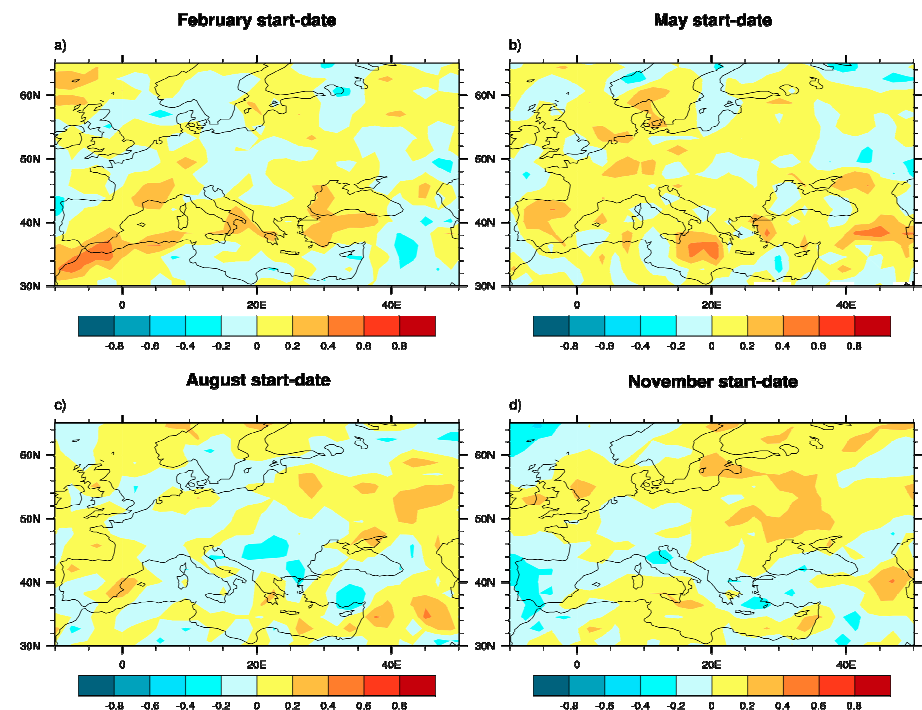 February start-date
May start-date
a)
b)
60N
50N
40N
30N
0
20E
40E
60N
50N
40N
30N
0
20E
40E
-0.8 -0.6 -0.4 -0.2 0 0.2 0.4 0.6 0.8
-0.8 -0.6 -0.4 -0.2 0 0.2 0.4 0.6 0.8
August start-date
November start-date
c)
d)
60N
50N
40N
30N
0
20E
40E
60N
50N
40N
30N
0
20E
40E
-0.8 -0.6 -0.4 -0.2 0 0.2 0.4 0.6 0.8
-0.8 -0.6 -0.4 -0.2 0 0.2 0.4 0.6 0.8